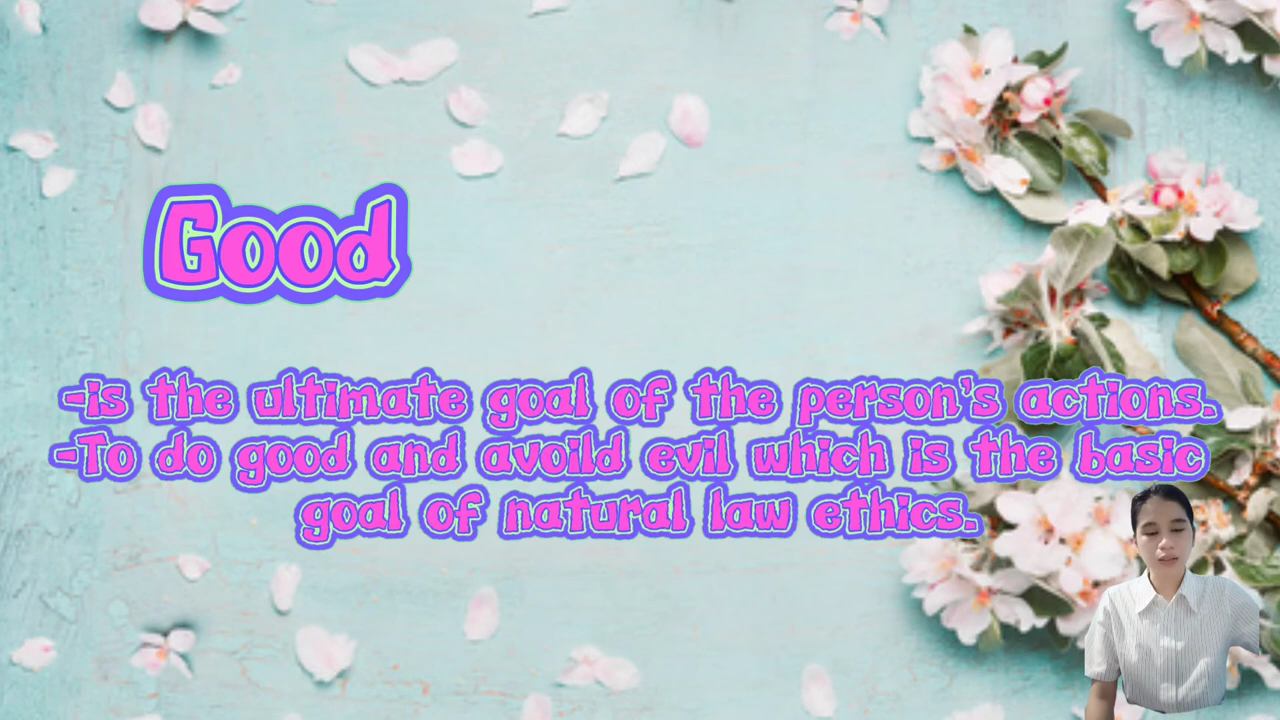 Good
-is the ultimate goal of the person's actions.
-To do good and avoild evil which is the basic
goal of natural law ethics.